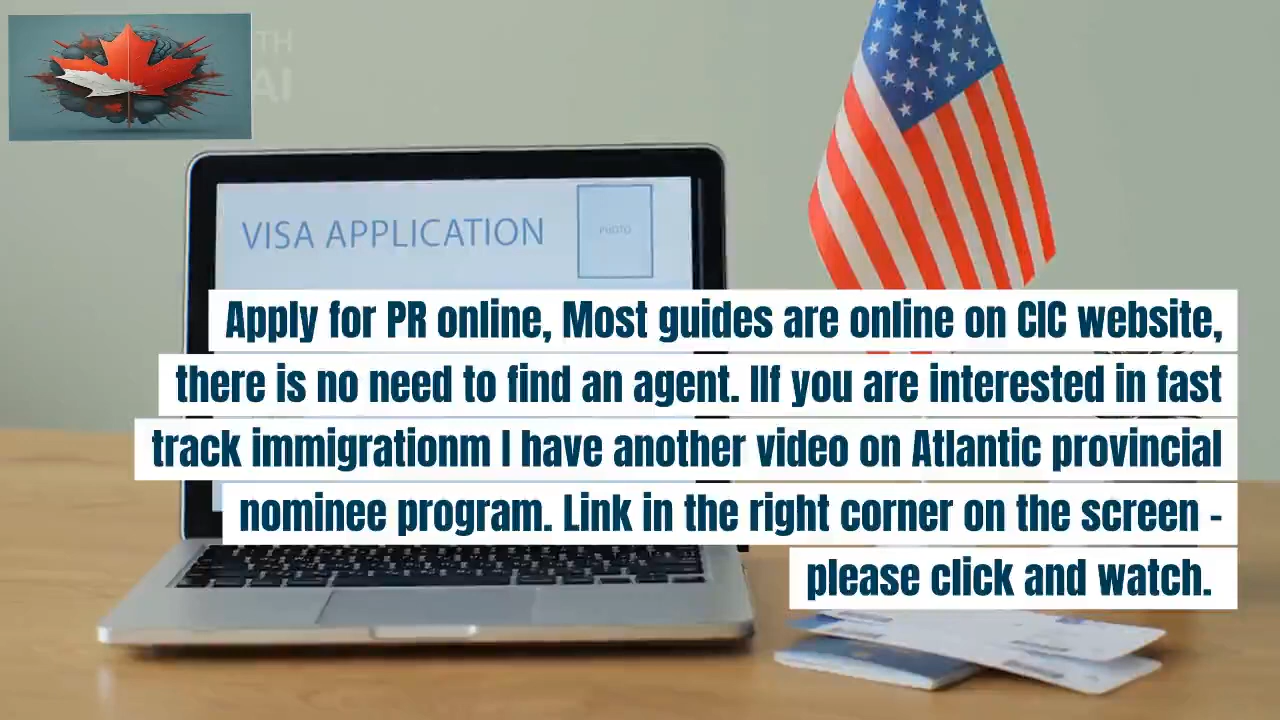 TH
AI
VISA APPLICATION
PHOTO
Apply for PR online, Most guides are online on CIC website,
there is no need to find an agent. IIf you are interested in fast
track immigrationm I have another video on Atlantic provincial
nominee program. Link in the right corner on the screen -
please click and watch.